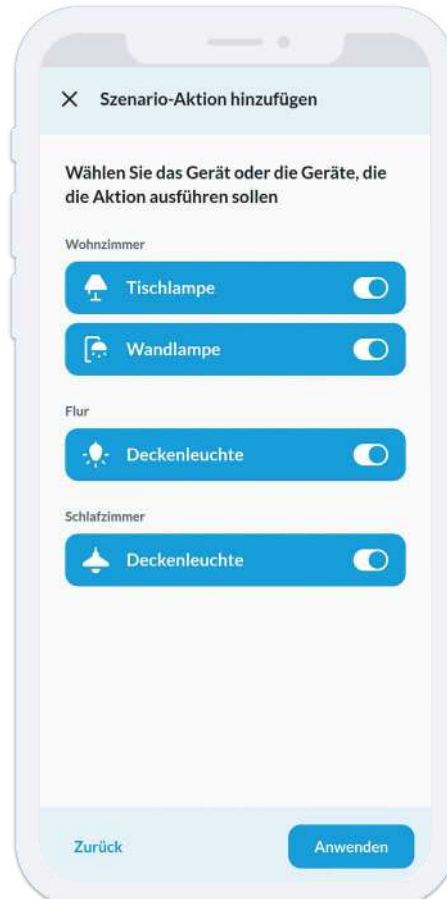 Szenario-Aktion hinzufügen
Wählen Sie das Gerät oder die Geräte, die
die Aktion ausführen sollen
Wohnzimmer
Tischlampe
Wandlampe
Flur
Deckenleuchte
Schlafzimmer
Deckenleuchte
Zurück
Anwenden